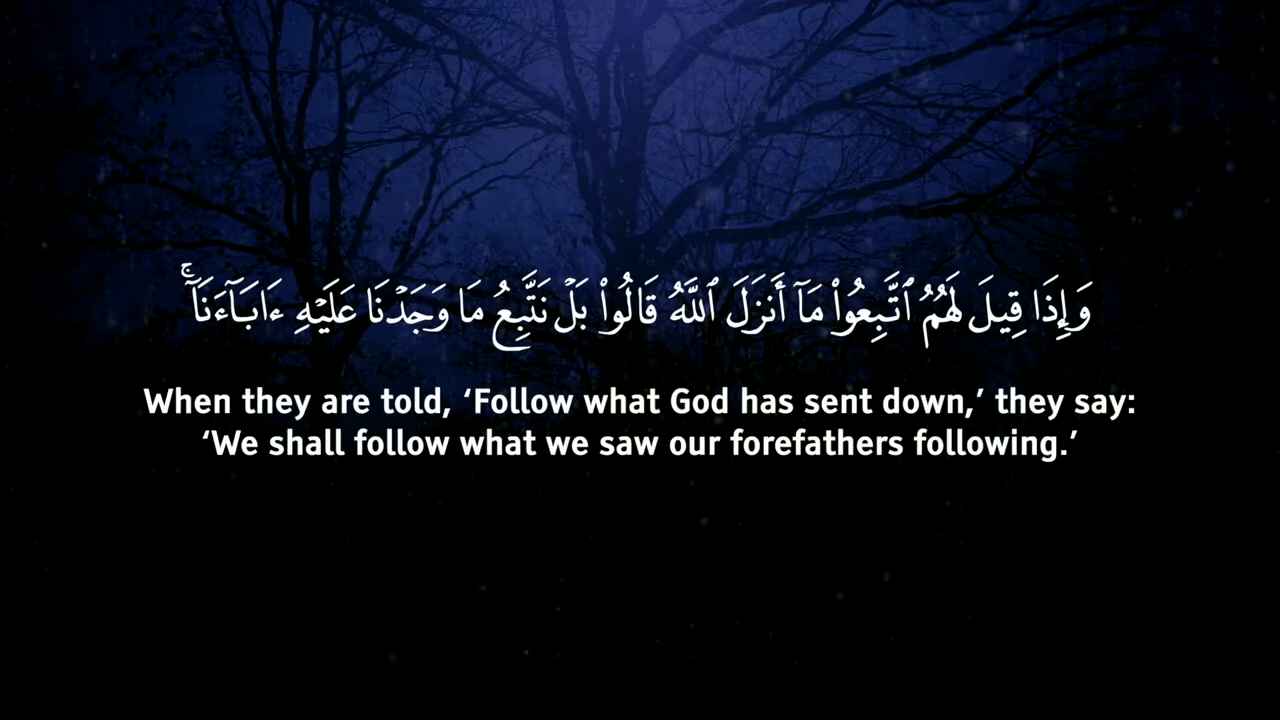 وَإِذَا قِيلَ لَهُمُ ٱتَّبِعُوا۟ مَآ أَنزَلَ ٱللَّهُ قَالُوا۟ بَلْ نَتَّبِعُ مَا وَجَدْنَا عَلَيْهِ ءَابَآءَنَآ ۚ
When they are told, ‘Follow what God has sent down,’ they say:
‘We shall follow what we saw our forefathers following.’